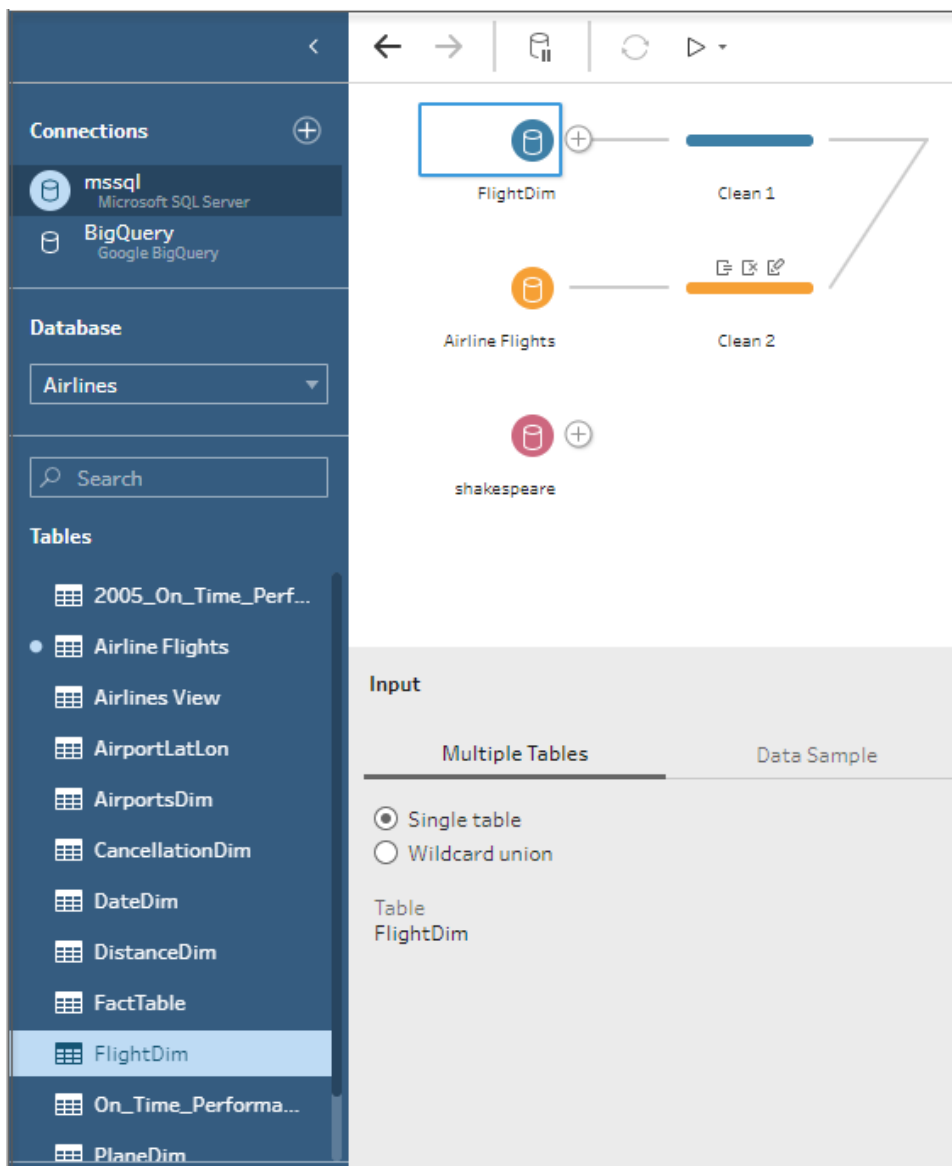 Connections
mssql
Microsoft SQL Server
BigQuery
Google BigQuery
Database
Airlines
Search
Tables
2005_On_Time_Perf...
Airline Flights
Airlines View
AirportLatLon
AirportsDim
CancellationDim
DateDim
DistanceDim
FactTable
FlightDim
On_Time_Performa...
PlaneDim
FlightDim
Clean 1
Airline Flights
Clean 2
shakespeare
Input
Multiple Tables
Data Sample
Single table
Wildcard union
Table
FlightDim